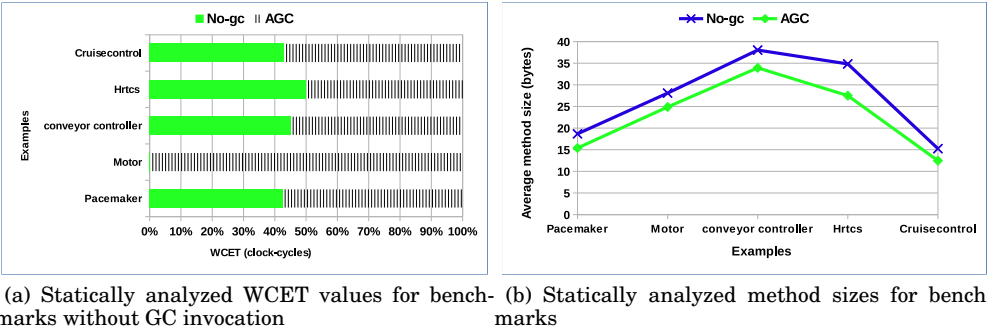 No-gc AGC
Cruisecontrol
Hrtcs
conveyor controller
Motor
Pacemaker
Examples
0% 10% 20% 30% 40% 50% 60% 70% 80% 90% 100%
WCET (clock-cycles)
No-gc AGC
40
35
30
25
20
15
10
5
0
Average method size (bytes)
Pacemaker Motor conveyor controller Hrtcs Cruisecontrol
Examples
(a) Statically analyzed WCET values for bench-
marks without GC invocation
(b) Statically analyzed method sizes for bench
marks